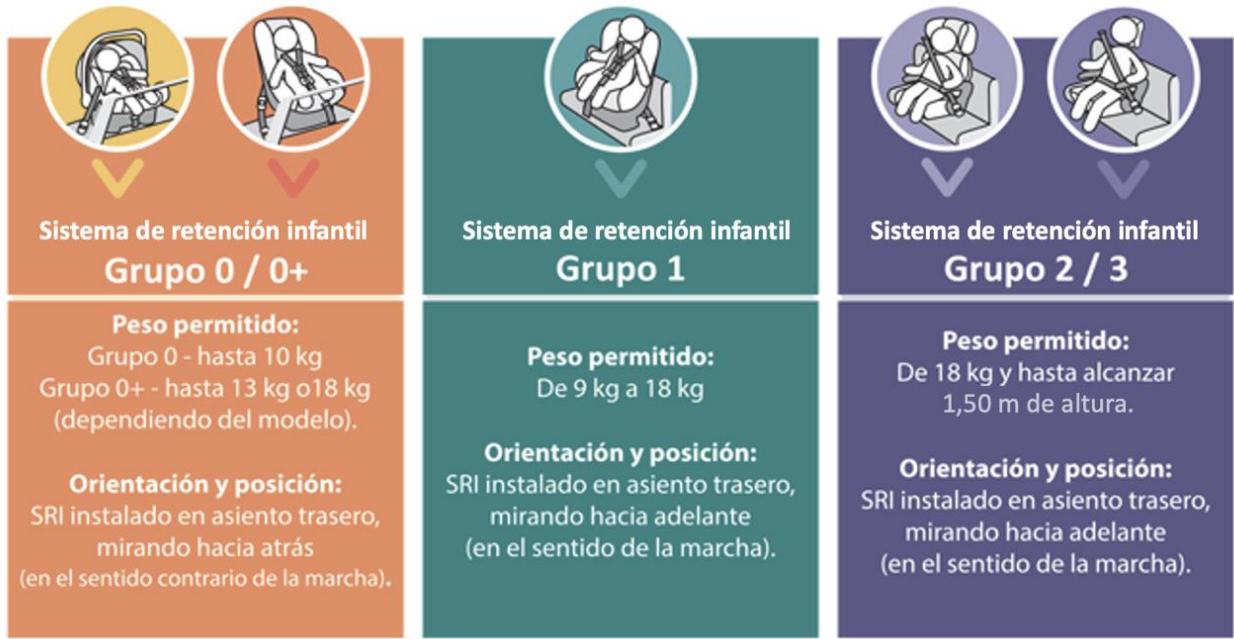 Sistema de retención infantil
Grupo 0 / 0+
Peso permitido:
Grupo 0 - hasta 10 kg
Grupo 0+ - hasta 13 kg o18 kg
(dependiendo del modelo).
Orientación y posición:
SRI instalado en asiento trasero,
mirando hacia atrás
(en el sentido contrario de la marcha).
Sistema de retención infantil
Grupo 1
Peso permitido:
De 9 kg a 18 kg
Orientación y posición:
SRI instalado en asiento trasero,
mirando hacia adelante
(en el sentido de la marcha).
Sistema de retención infantil
Grupo 2 / 3
Peso permitido:
De 18 kg y hasta alcanzar
1,50 m de altura.
Orientación y posición:
SRI instalado en asiento trasero,
mirando hacia adelante
(en el sentido de la marcha).